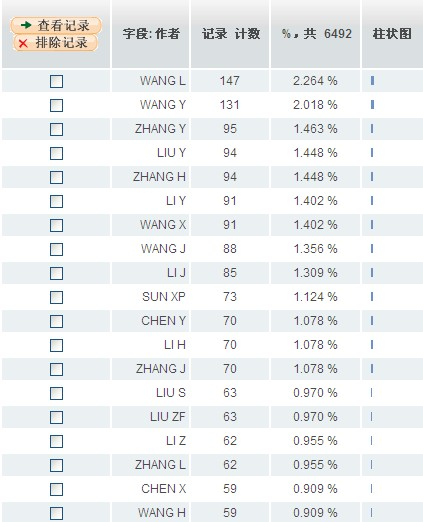 查看记录
排除记录
字段: 作者 记录 计数 %, 共 6492 柱状图
WANG L 147 2.264 %
WANG Y 131 2.018 %
ZHANG Y 95 1.463 %
LIU Y 94 1.448 %
ZHANG H 94 1.448 %
LI Y 91 1.402 %
WANG X 91 1.402 %
WANG J 88 1.356 %
LI J 85 1.309 %
SUN XP 73 1.124 %
CHEN Y 70 1.078 %
LI H 70 1.078 %
ZHANG J 70 1.078 %
LIU S 63 0.970 %
LIU ZF 63 0.970 %
LI Z 62 0.955 %
ZHANG L 62 0.955 %
CHEN X 59 0.909 %
WANG H 59 0.909 %